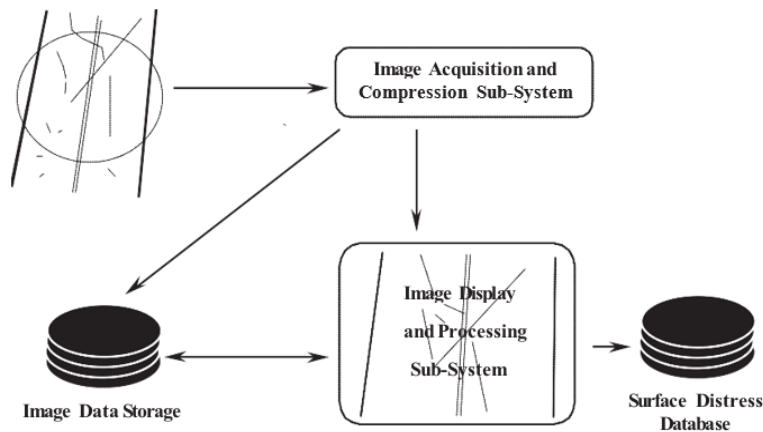 Image Acquisition and
Compression Sub-System
Image Display
and Processing
Sub-System
Image Data Storage
Surface Distress
Database